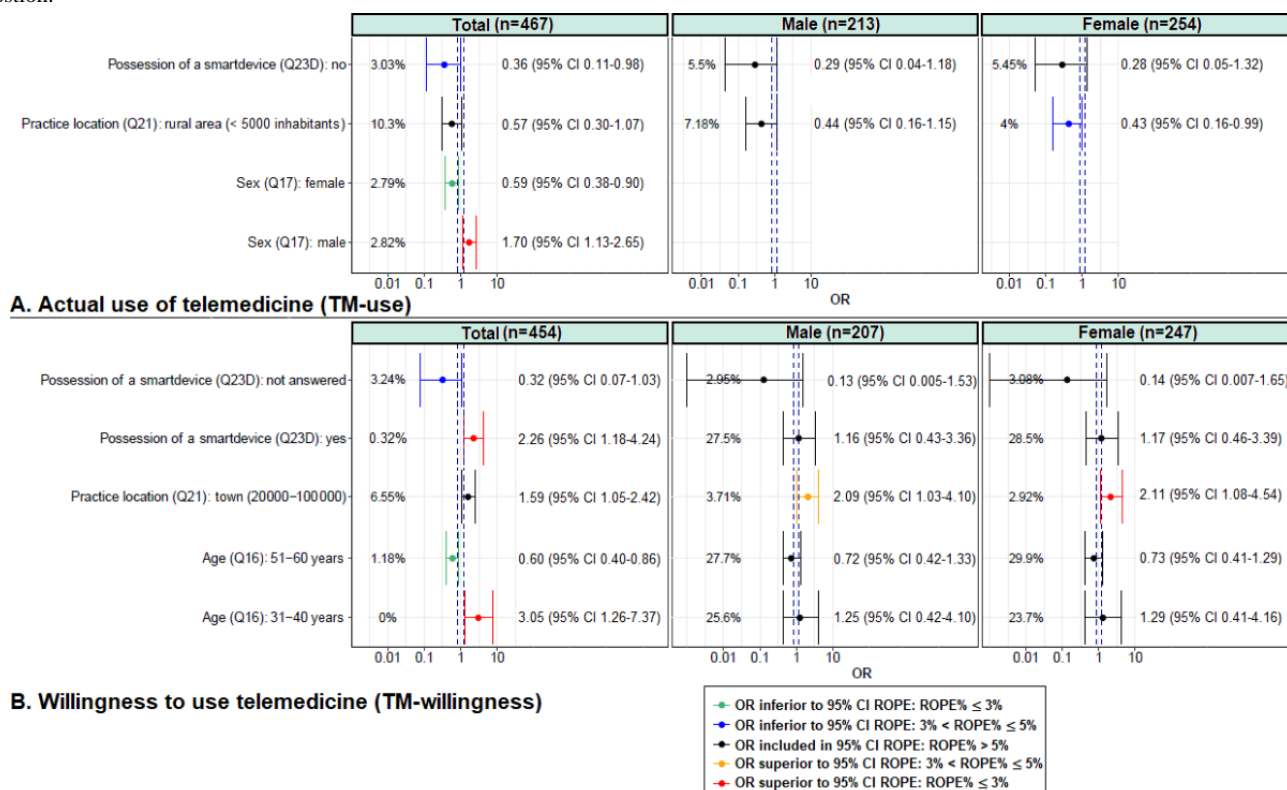 estion.
Total (n=467) Male (n=213) Female (n=254)
Possession of a smartdevice (Q23D): no 3.03% 0.36 (95% CI 0.11-0.98) 5.5% 0.29 (95% CI 0.04-1.18) 5.45% 0.28 (95% CI 0.05-1.32)
Practice location (Q21): rural area (< 5000 inhabitants) 10.3% 0.57 (95% CI 0.30-1.07) 7.18% 0.44 (95% CI 0.16-1.15) 4% 0.43 (95% CI 0.16-0.99)
Sex (Q17): female 2.79% 0.59 (95% CI 0.38-0.90)
Sex (Q17): male 2.82% 1.70 (95% CI 1.13-2.65)
0.01 0.1 1 10 0.01 0.1 1 10 0.01 0.1 1 10
OR
A. Actual use of telemedicine (TM-use)
Total (n=454) Male (n=207) Female (n=247)
Possession of a smartdevice (Q23D): not answered 3.24% 0.32 (95% CI 0.07-1.03) 2.95% 0.13 (95% CI 0.005-1.53) 3.08% 0.14 (95% CI 0.007-1.65)
Possession of a smartdevice (Q23D): yes 0.32% 2.26 (95% CI 1.18-4.24) 27.5% 1.16 (95% CI 0.43-3.36) 28.5% 1.17 (95% CI 0.46-3.39)
Practice location (Q21): town (20000−100000) 6.55% 1.59 (95% CI 1.05-2.42) 3.71% 2.09 (95% CI 1.03-4.10) 2.92% 2.11 (95% CI 1.08-4.54)
Age (Q16): 51−60 years 1.18% 0.60 (95% CI 0.40-0.86) 27.7% 0.72 (95% CI 0.42-1.33) 29.9% 0.73 (95% CI 0.41-1.29)
Age (Q16): 31−40 years 0% 3.05 (95% CI 1.26-7.37) 25.6% 1.25 (95% CI 0.42-4.10) 23.7% 1.29 (95% CI 0.41-4.16)
0.01 0.1 1 10 0.01 0.1 1 10 0.01 0.1 1 10
OR
B. Willingness to use telemedicine (TM-willingness)
OR inferior to 95% CI ROPE: ROPE% ≤ 3%
OR inferior to 95% CI ROPE: 3% < ROPE% ≤ 5%
OR included in 95% CI ROPE: ROPE% > 5%
OR superior to 95% CI ROPE: 3% < ROPE% ≤ 5%
OR superior to 95% CI ROPE: ROPE% ≤ 3%